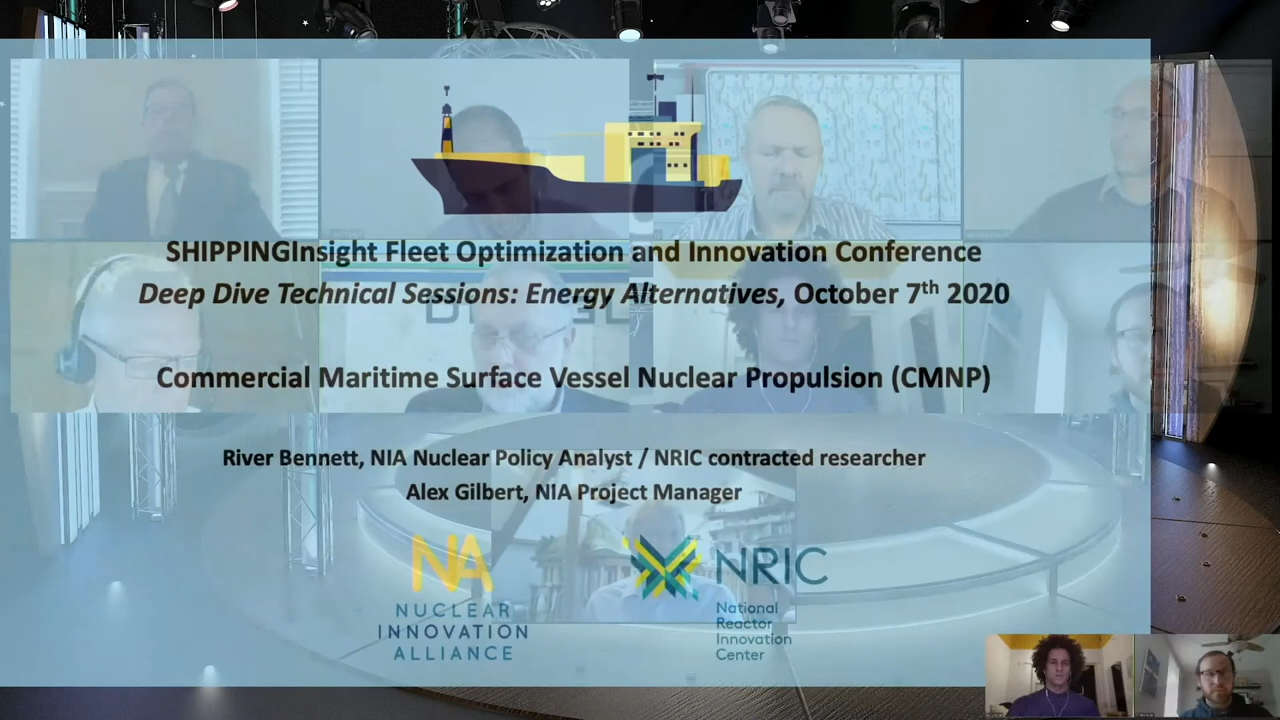 SHIPPINGInsight Fleet Optimization and Innovation Conference
Deep Dive Technical Sessions: Energy Alternatives, October 7th 2020
Commercial Maritime Surface Vessel Nuclear Propulsion (CMNP)
River Bennett, NIA Nuclear Policy Analyst / NRIC contracted researcher
Alex Gilbert, NIA Project Manager
NIA
NUCLEAR
INNOVATION
ALLIANCE
NRIC
National
Reactor
Innovation
Center